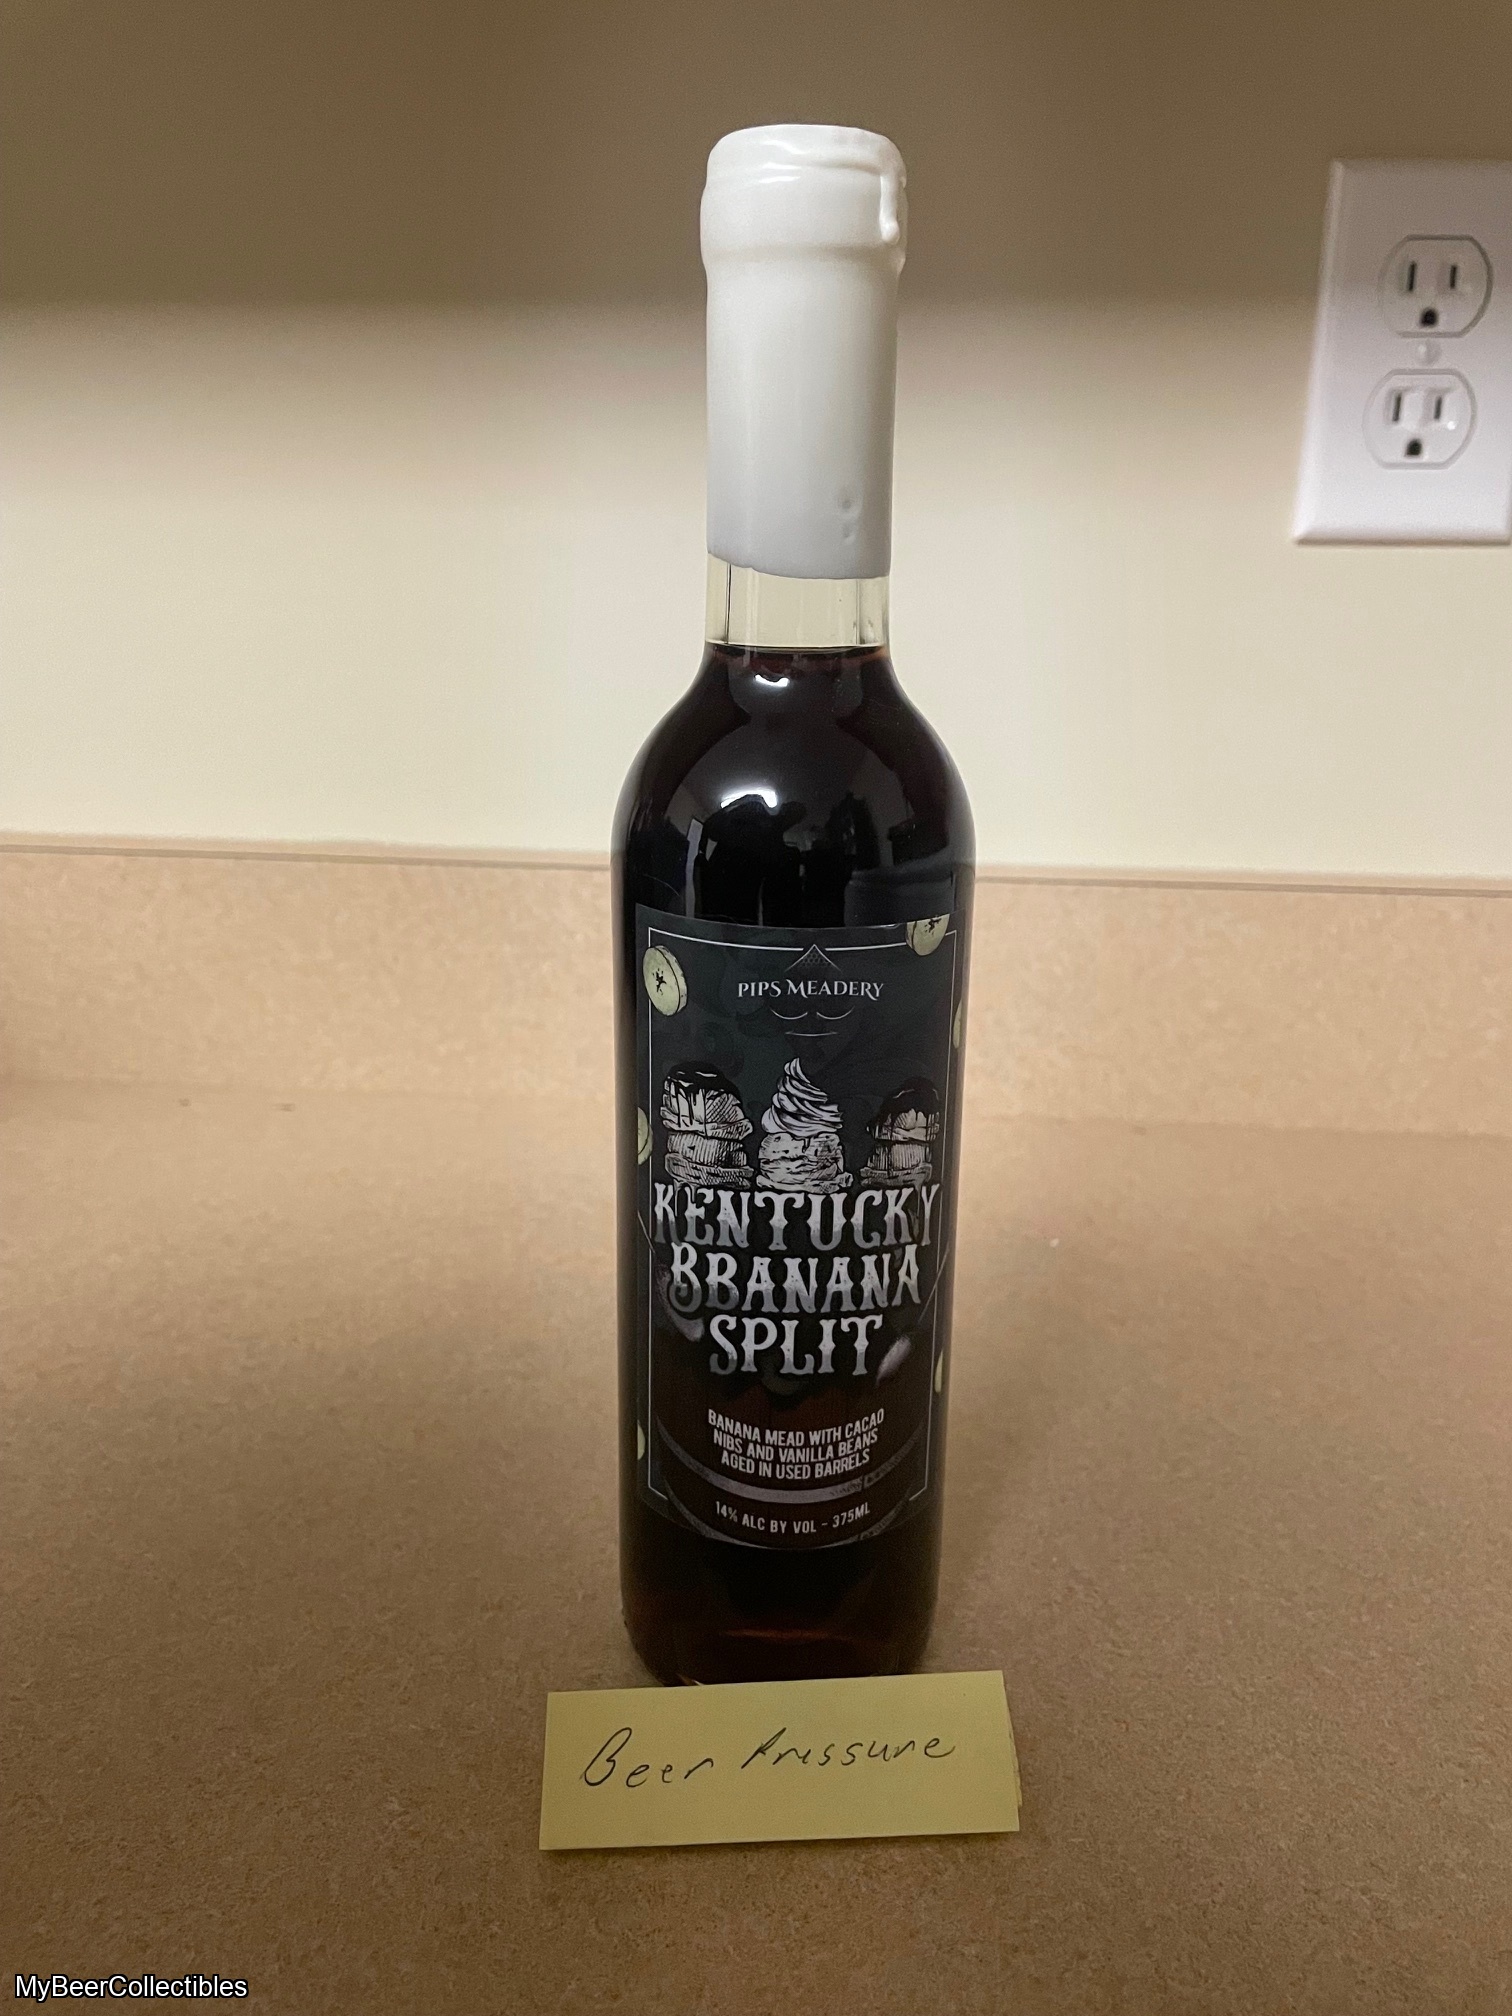 PIPS MEADERY
KENTUCKY
BBANANA
SPLIT
BANANA MEAD WITH CACAO
NIBS AND VANILLA BEANS
AGED IN USED BARRELS
14% ALC BY VOL - 375ML
Beer Pressure
MyBeerCollectibles